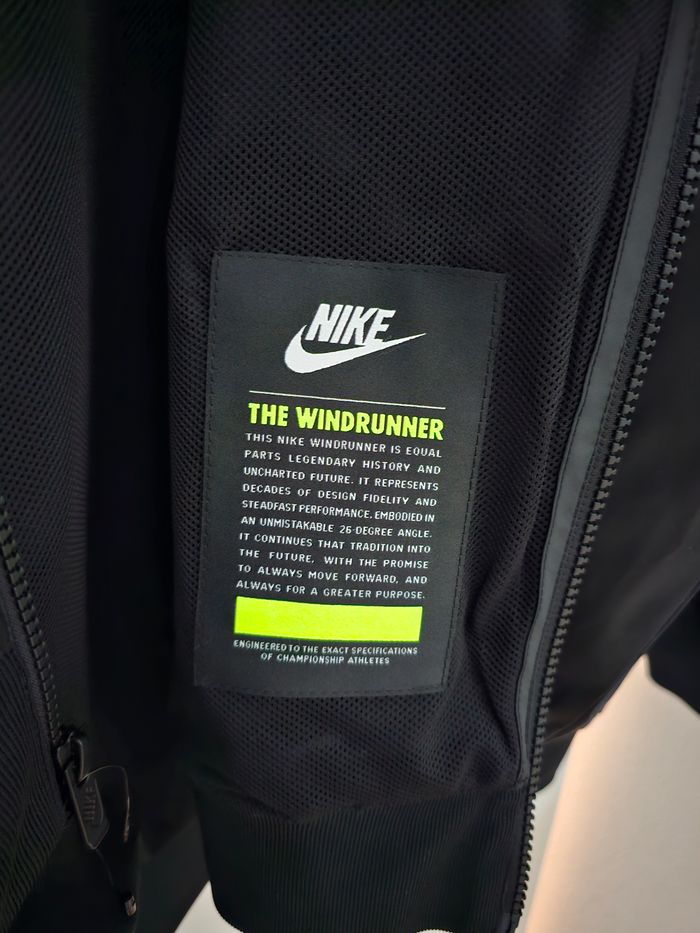 NIKE
THE WINDRUNNER
THIS NIKE WINDRUNNER IS EQUAL
PARTS LEGENDARY HISTORY AND
UNCHARTED FUTURE. IT REPRESENTS
DECADES OF DESIGN FIDELITY AND
STEADFAST PERFORMANCE. EMBODIED IN
AN UNMISTAKABLE 26-DEGREE ANGLE.
IT CONTINUES THAT TRADITION INTO
THE FUTURE, WITH THE PROMISE
TO ALWAYS MOVE FORWARD, AND
ALWAYS FOR A GREATER PURPOSE.
ENGINEERED TO THE EXACT SPECIFICATIONS
OF CHAMPIONSHIP ATHLETES
NIKE